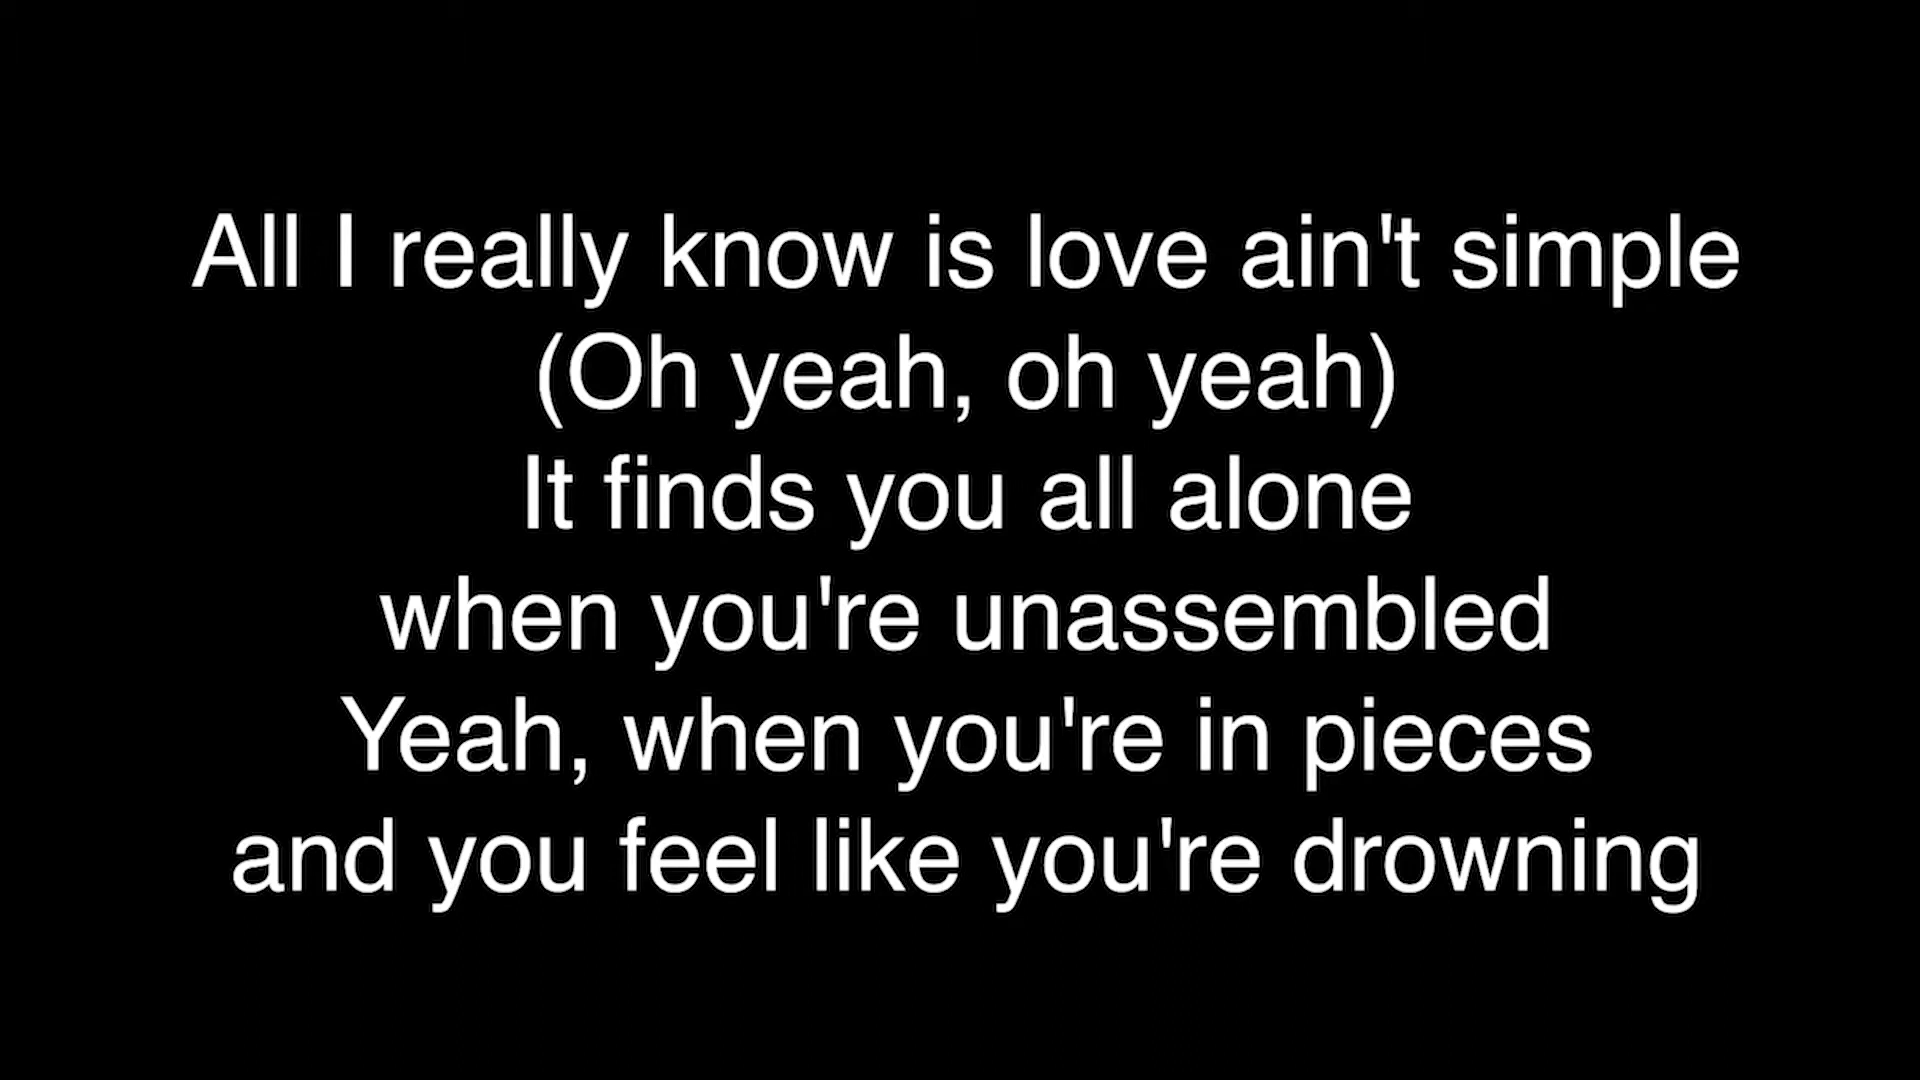 All I really know is love ain't simple
(Oh yeah, oh yeah)
It finds you all alone
when you're unassembled
Yeah, when you're in pieces
and you feel like you're drowning